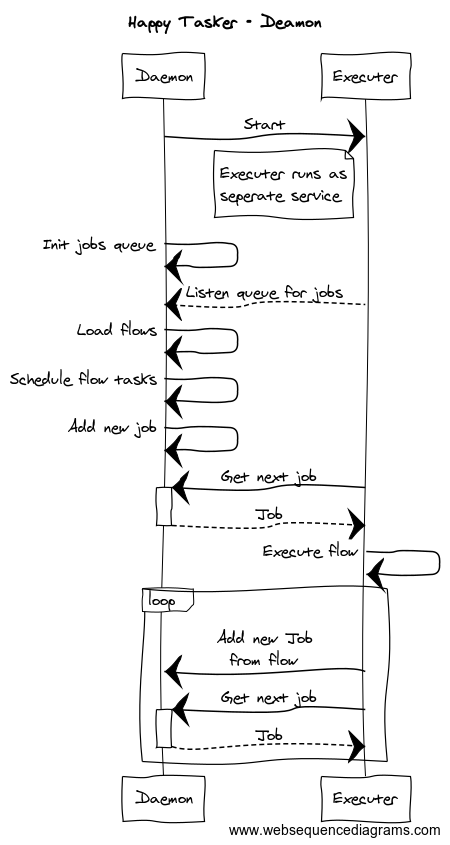 Happy Tasker - Deamon
Daemon
Executer
Start
Executer runs as
seperate service
Init jobs queue
Listen queue for jobs
Load flows
Schedule flow tasks
Add new job
Get next job
Job
Execute flow
loop
Add new Job
from flow
Get next job
Job
Daemon
Executer
www.websequencediagrams.com